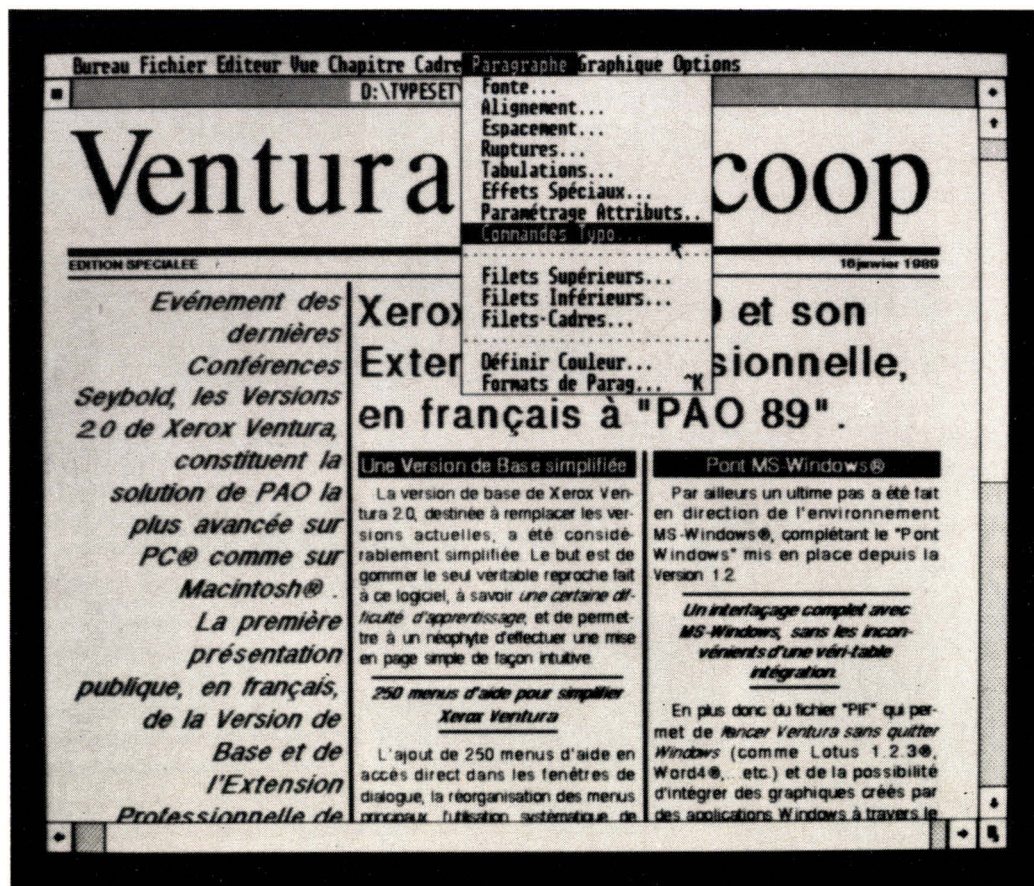 Bureau Fichier Editeur Vue Chapitre Cadre Paragraphe Graphique Options
D:\TYPESET\
Fonte...
Alignement...
Espacement...
Ruptures...
Tabulations...
Effets Spéciaux...
Paramétrage Attributs..
Commandes Typo...
Filets Supérieurs...
Filets Inférieurs...
Filets-Cadres...
Définir Couleur...
Formats de Parag... ^K
Ventura coop
EDITION SPECIALEE
16 janvier 1989
Evénement des
dernières
Conférences
Seybold, les Versions
2.0 de Xerox Ventura,
constituent la
solution de PAO la
plus avancée sur
PC® comme sur
Macintosh® .
La première
présentation
publique, en français,
de la Version de
Base et de
l'Extension
Professionnelle de
Xerox et son
Exter sionnelle,
en français à "PAO 89" .
Une Version de Base simplifiée
La version de base de Xerox Ven-
tura 2.0, destinée à remplacer les ver-
sions actuelles, a été considé-
rablement simplifiée. Le but est de
gommer le seul véritable reproche fait
à ce logiciel, à savoir une certaine dif-
ficulté d'apprentissage, et de permet-
tre à un néophyte d'effectuer une mise
en page simple de façon intuitive.
250 menus d'aide pour simplifier
Xerox Ventura
L'ajout de 250 menus d'aide en
accès direct dans les fenêtres de
dialogue, la réorganisation des menus
principaux, l'utilisation systématique de
Pont MS-Windows®
Par ailleurs un ultime pas a été fait
en direction de l'environnement
MS-Windows®, complétant le "Pont
Windows" mis en place depuis la
Version 1.2.
Un interfaçage complet avec
MS-Windows, sans les incon-
vénients d'une véri-table
intégration.
En plus donc du fichier "PIF" qui per-
met de lancer Ventura sans quitter
Windows (comme Lotus 1.2.3®,
Word4®,...etc.) et de la possibilité
d'intégrer des graphiques créés par
des applications Windows à travers le